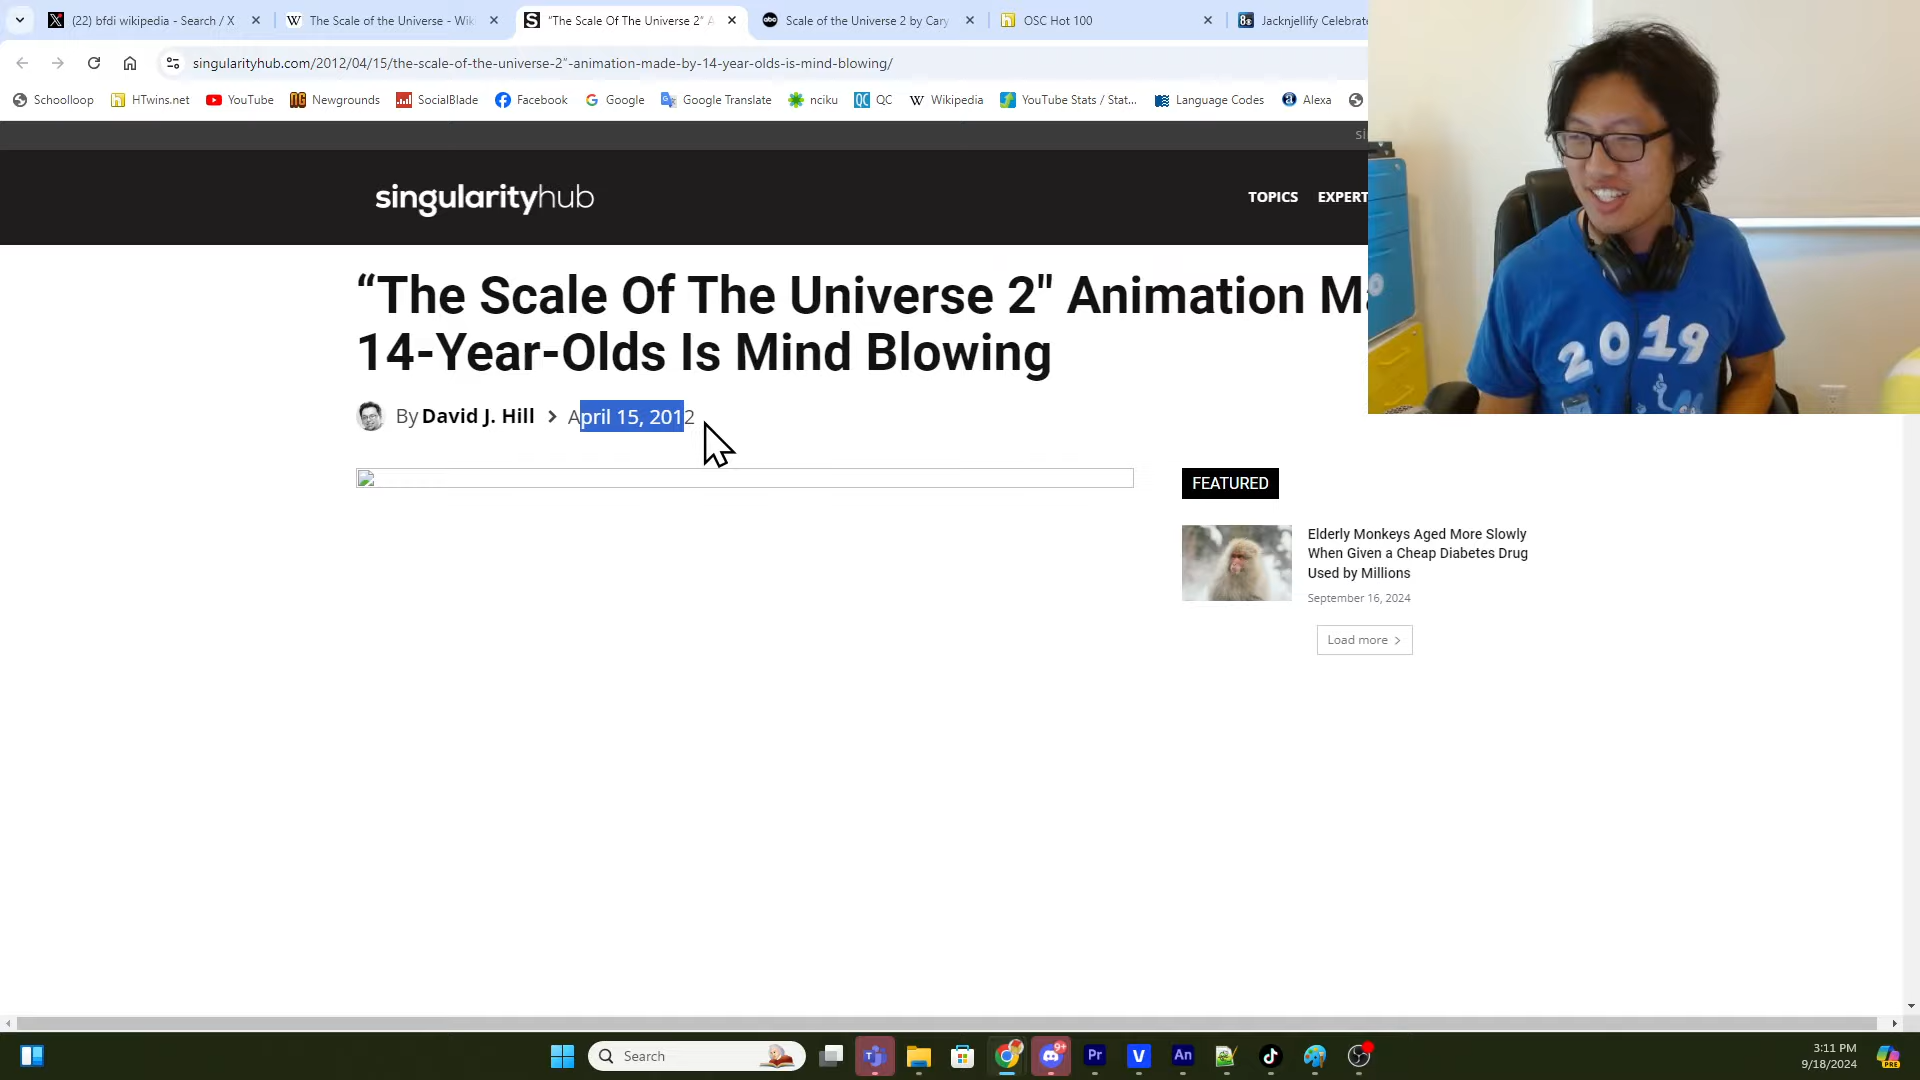 (22) bfdi wikipedia - Search / X
The Scale of the Universe - Wik
"The Scale Of The Universe 2" A
Scale of the Universe 2 by Cary
OSC Hot 100
Jacknjellify Celebrate
singularityhub.com/2012/04/15/the-scale-of-the-universe-2″-animation-made-by-14-year-olds-is-mind-blowing/
Schoolloop
HTwins.net
YouTube
Newgrounds
SocialBlade
Facebook
Google
Google Translate
nciku
QC
Wikipedia
YouTube Stats / Stat...
Language Codes
Alexa
si
singularityhub
TOPICS
EXPERT
“The Scale Of The Universe 2" Animation Ma
14-Year-Olds Is Mind Blowing
By David J. Hill > April 15, 2012
FEATURED
Elderly Monkeys Aged More Slowly
When Given a Cheap Diabetes Drug
Used by Millions
September 16, 2024
Load more >
2019
Search
9+
Pr
V
An
3:11 PM
9/18/2024